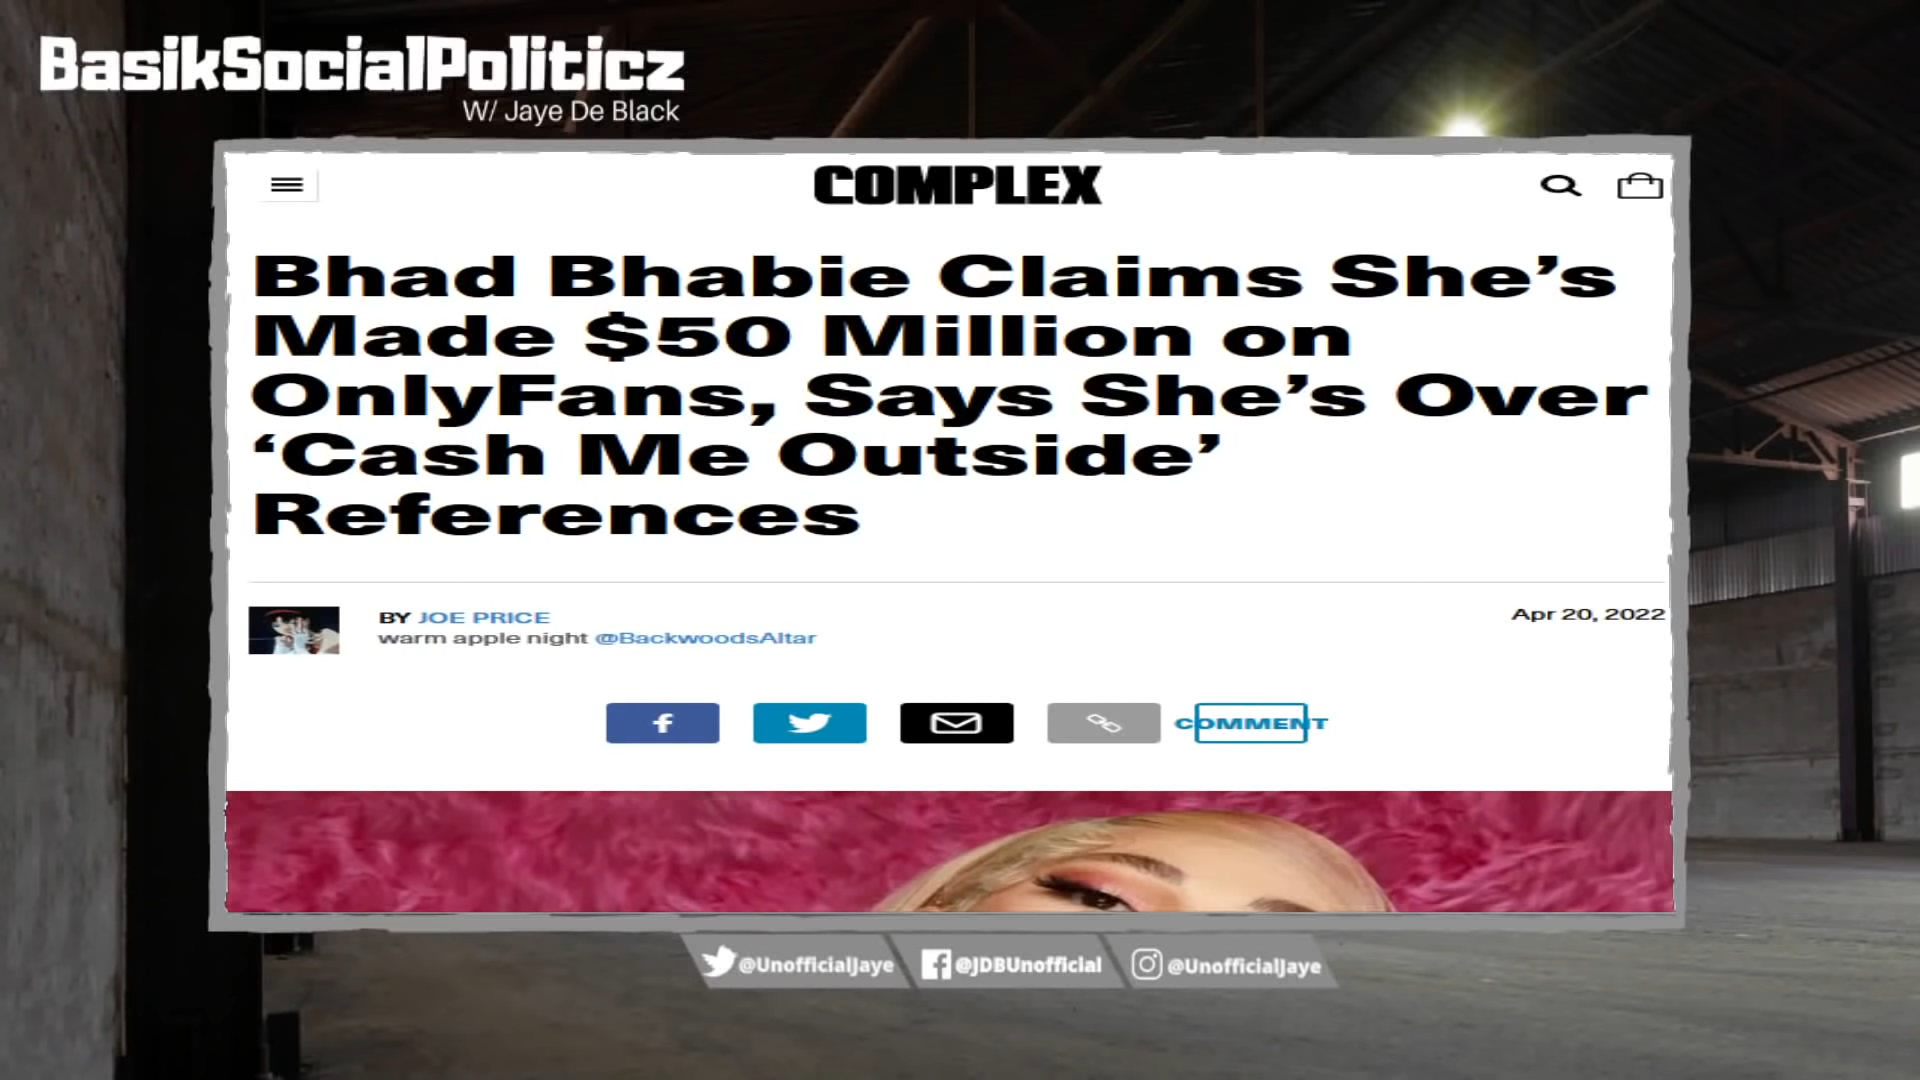 BasikSocialPoliticz
W/ Jaye De Black
COMPLEX
Bhad Bhabie Claims She’s
Made $50 Million on
OnlyFans, Says She’s Over
‘Cash Me Outside’
References
BY JOE PRICE
warm apple night @BackwoodsAltar
Apr 20, 2022
COMMENT
@UnofficialJaye
@JDBUnofficial
@UnofficialJaye